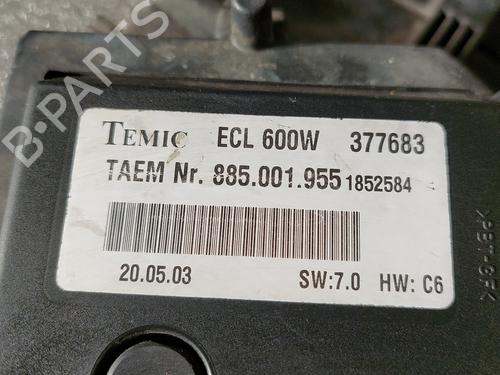 TEMIC ECL 600W 377683
TAEM Nr. 885.001.955 1852584
20.05.03 SW:7.0 HW: C6
B-PARTS